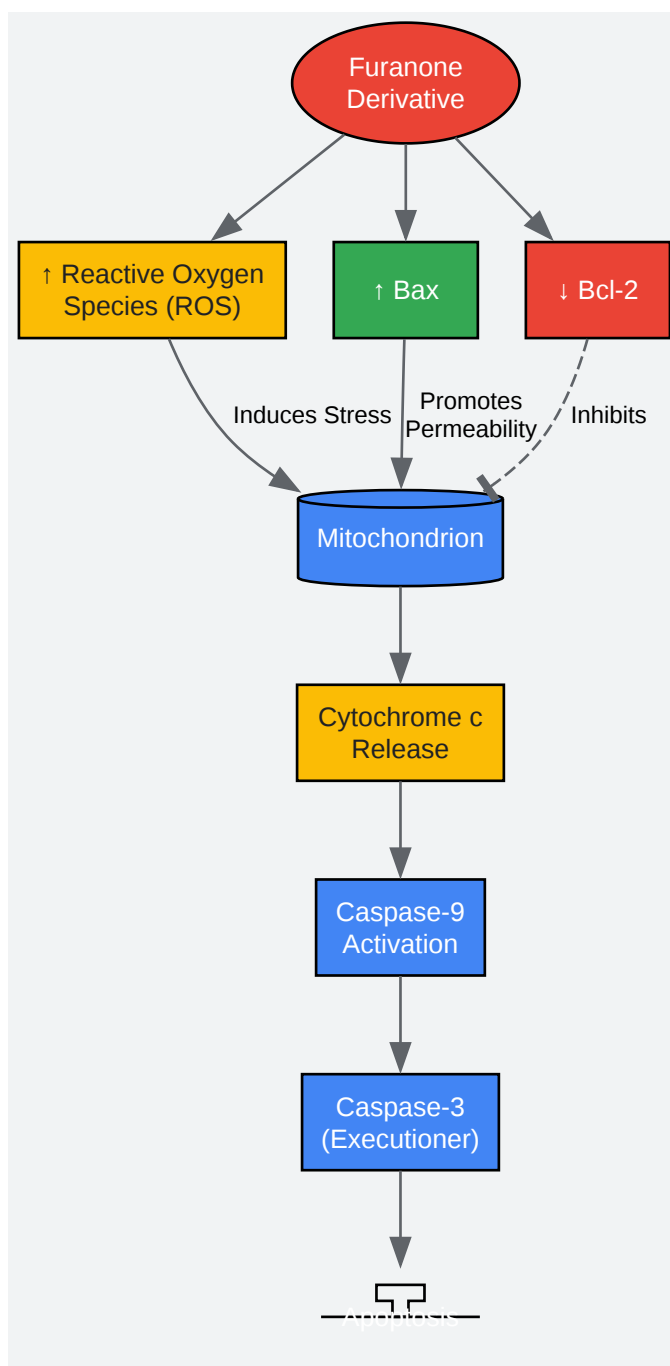 Furanone
Derivative
↑ Reactive Oxygen
Species (ROS)
↑ Bax
↓ Bcl-2
Induces Stress
Promotes
Permeability
Inhibits
Mitochondrion
Cytochrome c
Release
Caspase-9
Activation
Caspase-3
(Executioner)
Apoptosis